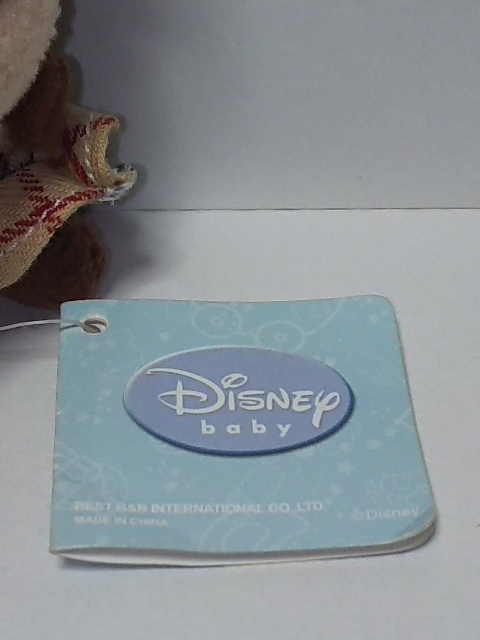 Disney
baby
BEST B&B INTERNATIONAL CO. LTD.
MADE IN CHINA
©Disney